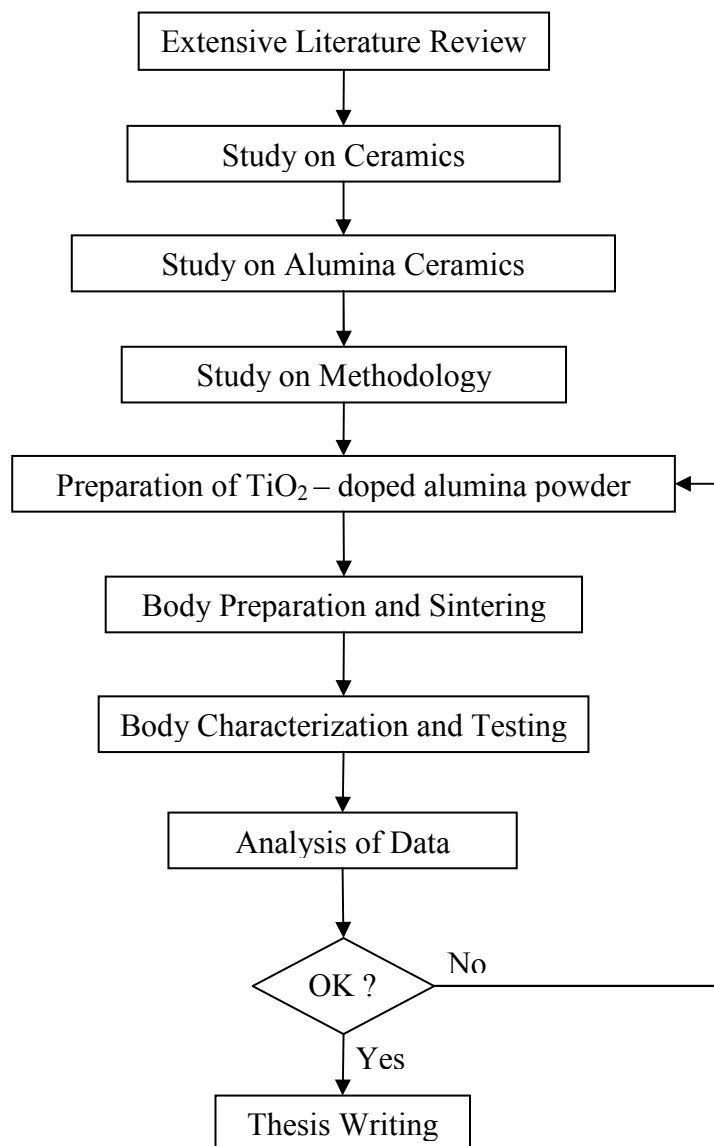 Extensive Literature Review
Study on Ceramics
Study on Alumina Ceramics
Study on Methodology
Preparation of TiO₂ – doped alumina powder
Body Preparation and Sintering
Body Characterization and Testing
Analysis of Data
OK ?
No
Yes
Thesis Writing